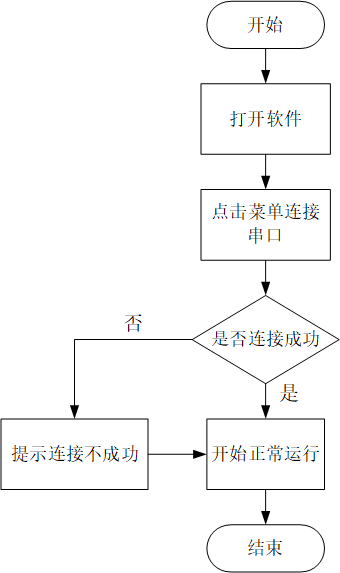 开始
打开软件
点击菜单连接
串口
是否连接成功
否
是
提示连接不成功
开始正常运行
结束